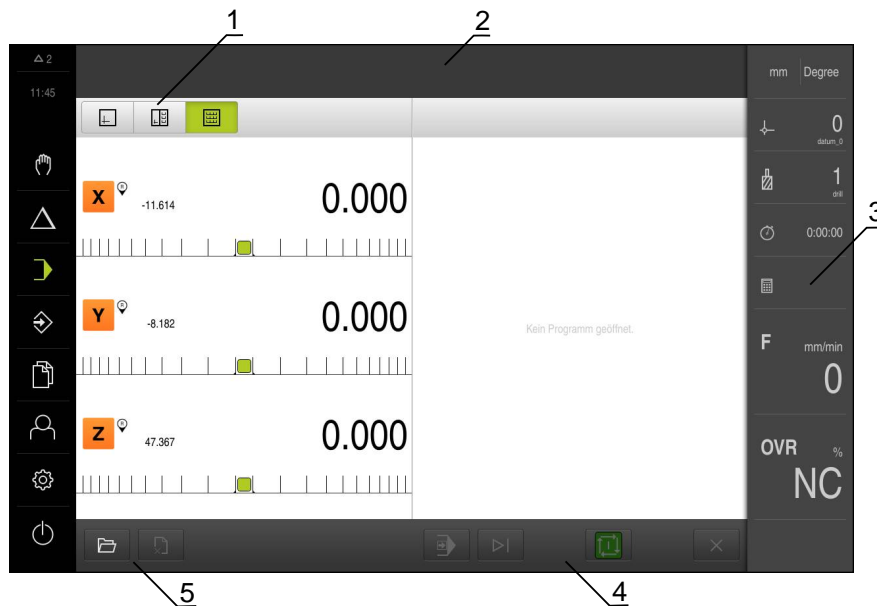 1
2
2
11:45
mm Degree
0
datum_0
1
drill
3
0:00:00
F mm/min
0
OVR %
NC
X R -11.614 0.000
Y R -8.182 0.000
Z R 47.367 0.000
Kein Programm geöffnet.
5
4